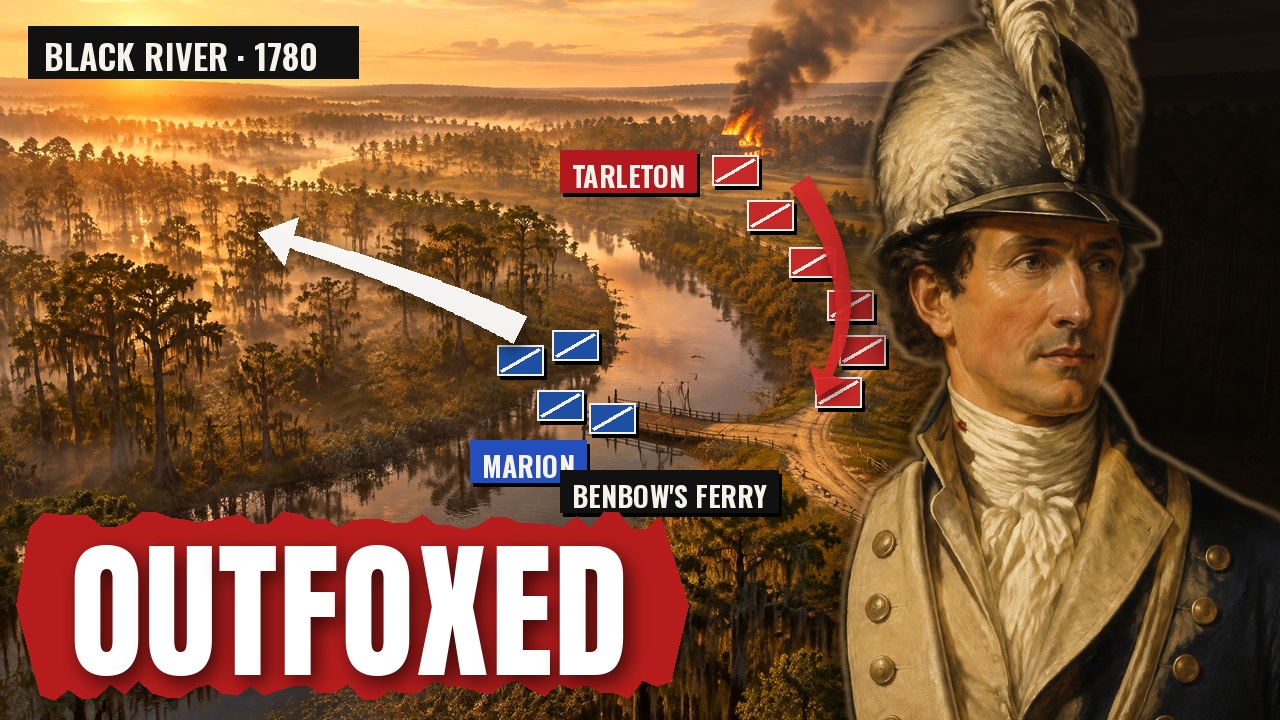 BLACK RIVER · 1780
TARLETON
MARION
BENBOW'S FERRY
OUTFOXED